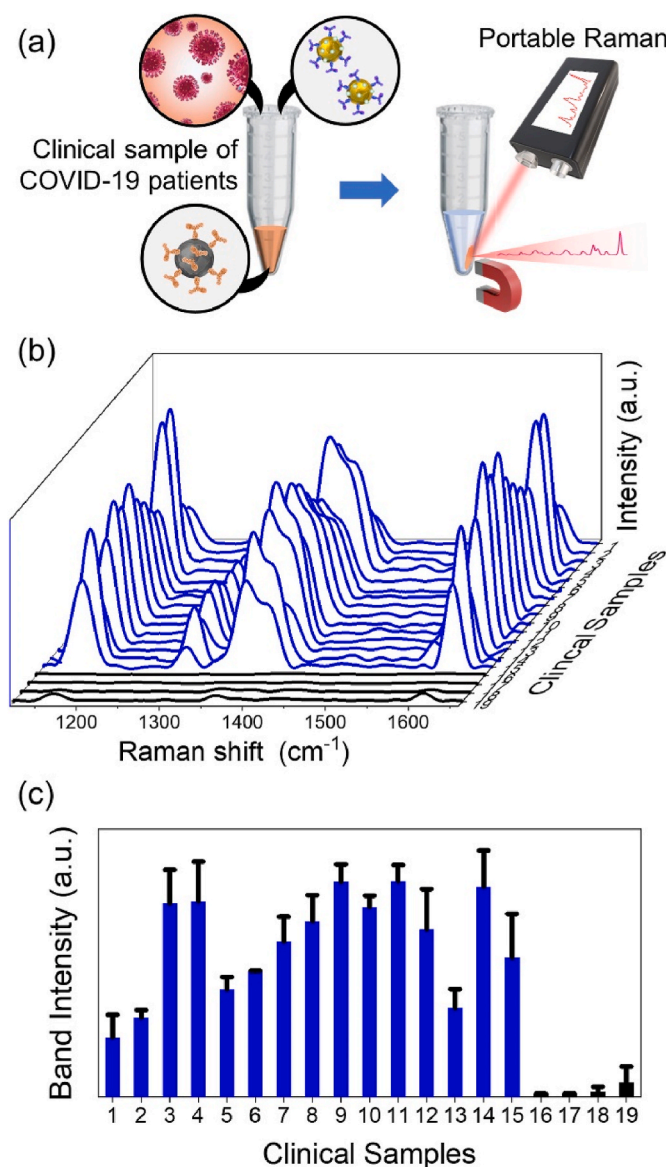 (a)
Portable Raman
Clinical sample of
COVID-19 patients
(b)
Intensity (a.u.)
Clincal Samples
1200 1300 1400 1500 1600
Raman shift (cm⁻¹)
(c)
Band Intensity (a.u.)
1 2 3 4 5 6 7 8 9 10 11 12 13 14 15 16 17 18 19
Clinical Samples